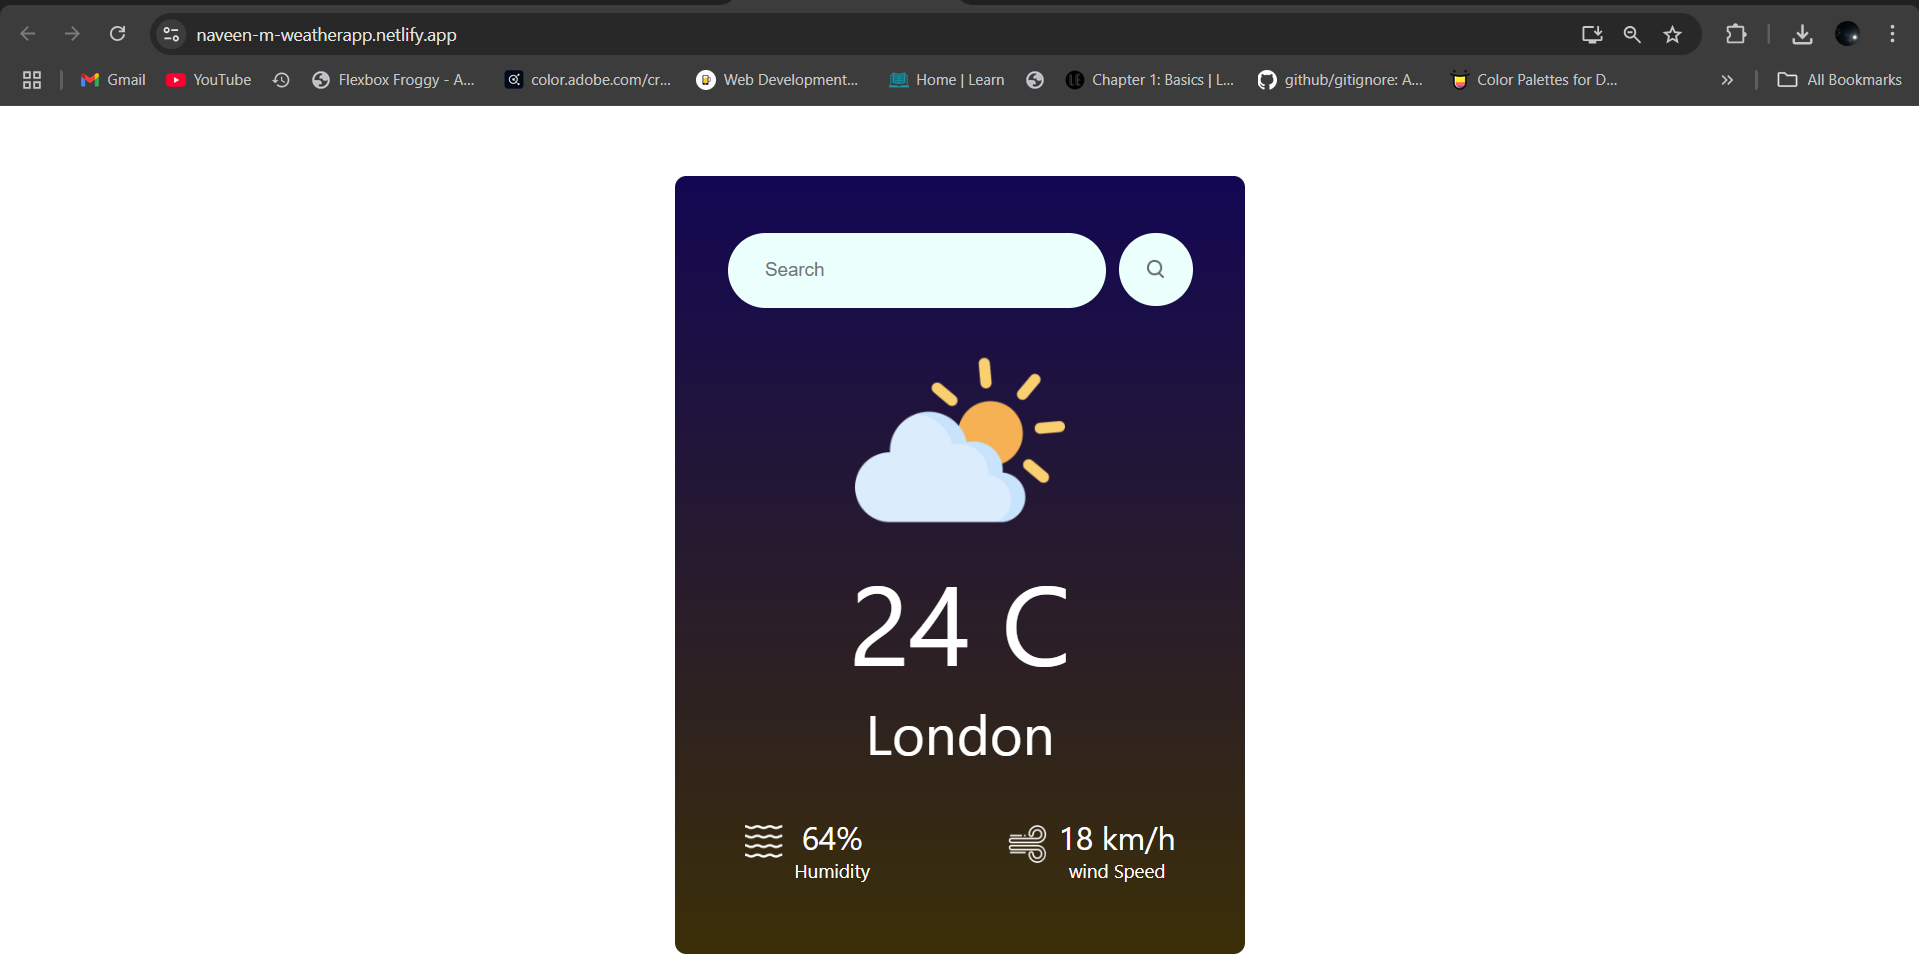 naveen-m-weatherapp.netlify.app
Gmail YouTube Flexbox Froggy - A... color.adobe.com/cr... Web Development... Home | Learn Chapter 1: Basics | L... github/gitignore: A... Color Palettes for D... All Bookmarks
Search
24 C
London
64% 18 km/h
Humidity wind Speed